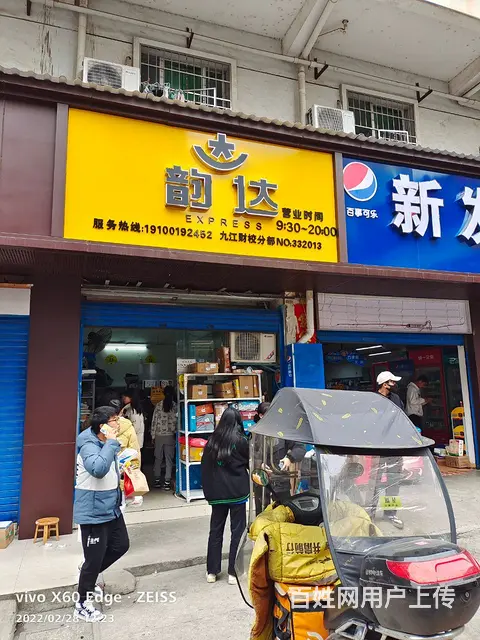 韵达
EXPRESS
营业时间
9:30~20:00
服务热线:19100192452 九江财校分部NO.332013
百事可乐
新发
vivo X60 Edge · ZEISS
2022/02/28 13:23
百姓网用户上传